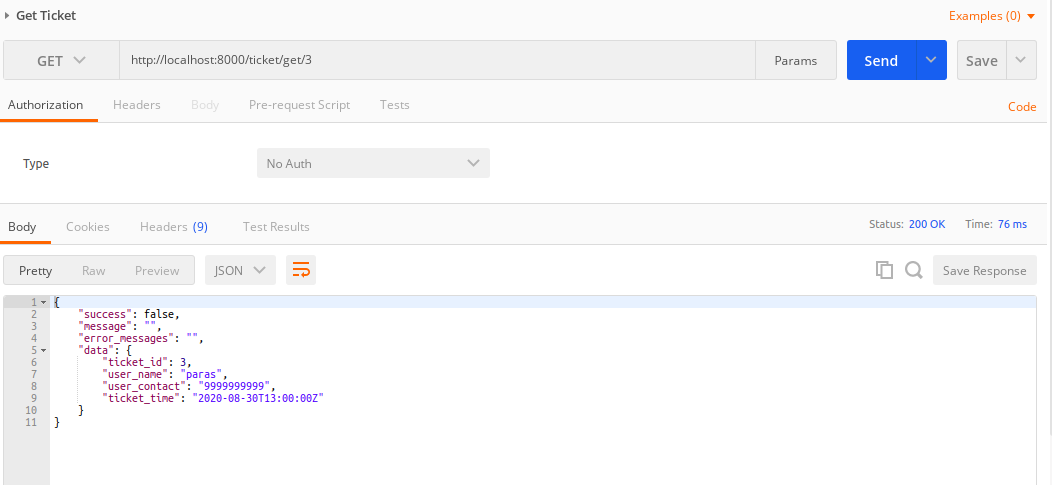 Get Ticket Examples (0)
GET http://localhost:8000/ticket/get/3 Params Send Save
Authorization Headers Body Pre-request Script Tests Code
Type No Auth
Body Cookies Headers (9) Test Results Status: 200 OK Time: 76 ms
Pretty Raw Preview JSON Save Response
1 {
2 "success": false,
3 "message": "",
4 "error_messages": "",
5 "data": {
6 "ticket_id": 3,
7 "user_name": "paras",
8 "user_contact": "9999999999",
9 "ticket_time": "2020-08-30T13:00:00Z"
10 }
11 }